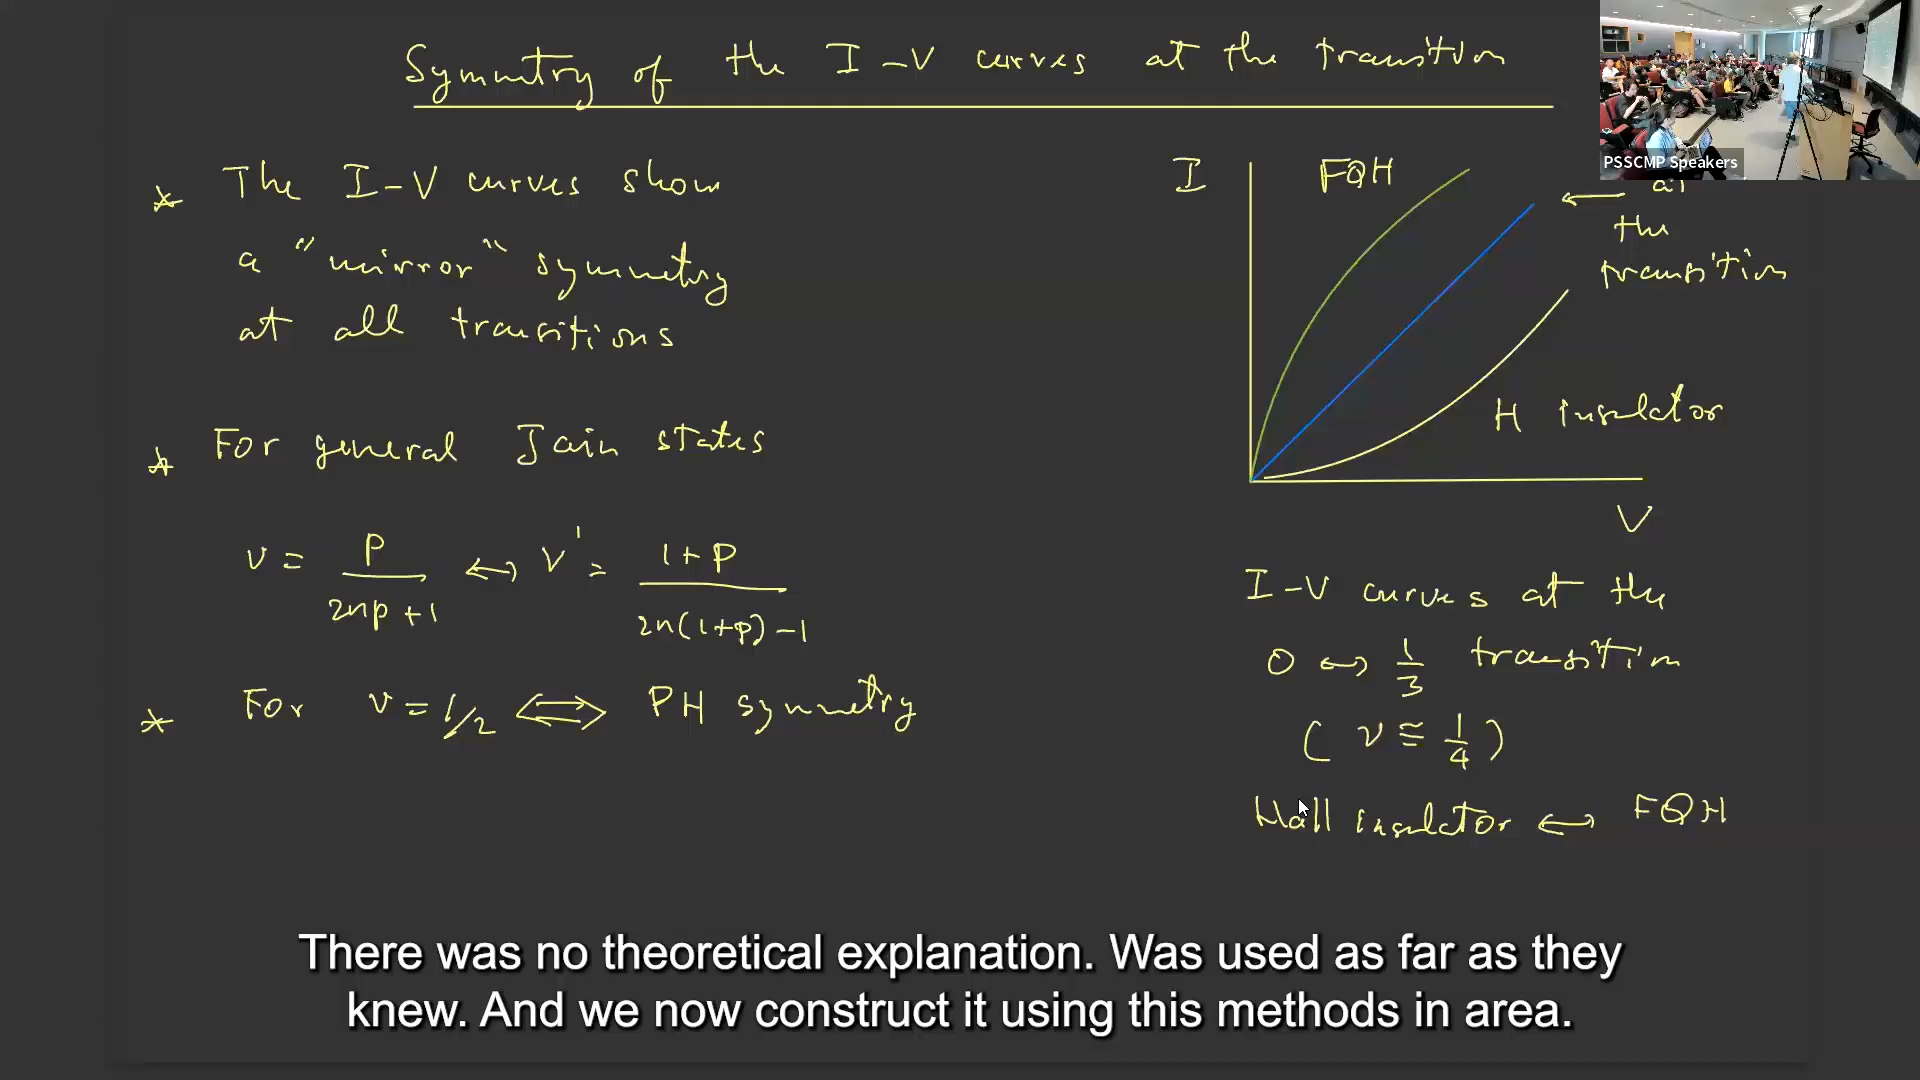 Symmetry of the I-V curves at the transition
* The I-V curves show
a "mirror" symmetry
at all transitions
* For general Jain states
ν = p/(2np+1) ↔ ν' = (1+p)/(2n(1+p)-1)
* For ν = 1/2 ⟺ PH symmetry
I
FQH
← at
the
transition
H insulator
V
I-V curves at the
0 ↔ 1/3 transition
(ν ≅ 1/4)
Hall insulator ↔ FQH
PSSCMP Speakers
There was no theoretical explanation. Was used as far as they
knew. And we now construct it using this methods in area.